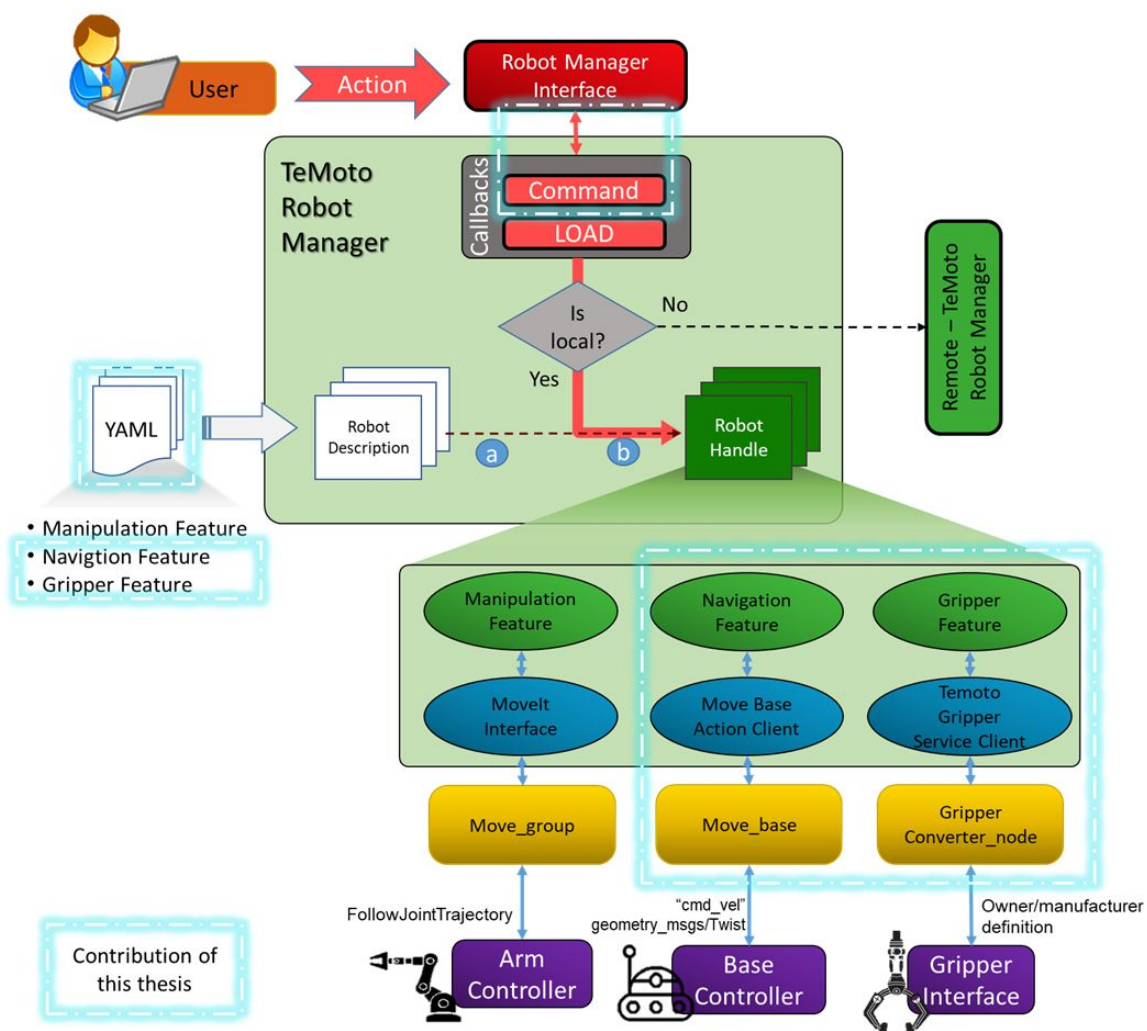 User
Action
Robot Manager
Interface
TeMoto
Robot
Manager
Callbacks
Command
LOAD
Is
local?
No
Yes
Remote – TeMoto
Robot Manager
YAML
Robot
Description
a
b
Robot
Handle
• Manipulation Feature
• Navigtion Feature
• Gripper Feature
Manipulation
Feature
Navigation
Feature
Gripper
Feature
MoveIt
Interface
Move Base
Action Client
Temoto
Gripper
Service Client
Move_group
Move_base
Gripper
Converter_node
FollowJointTrajectory
“cmd_vel”
geometry_msgs/Twist
Owner/manufacturer
definition
Arm
Controller
Base
Controller
Gripper
Interface
Contribution of
this thesis